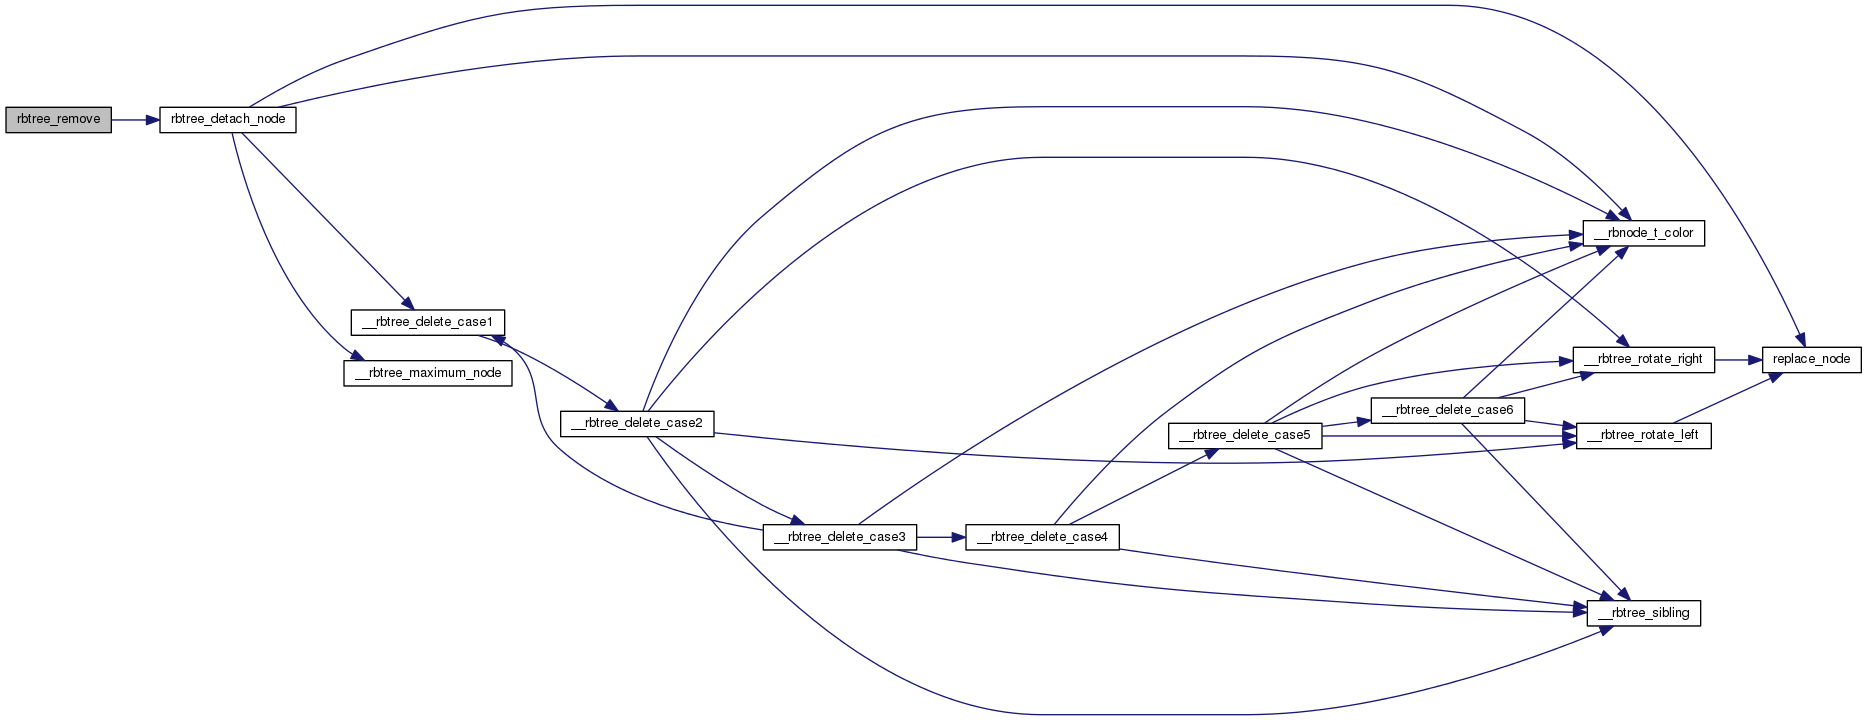 rbtree_remove
rbtree_detach_node
__rbnode_t_color
__rbtree_delete_case1
__rbtree_maximum_node
__rbtree_rotate_right
replace_node
__rbtree_delete_case2
__rbtree_delete_case6
__rbtree_delete_case5
__rbtree_rotate_left
__rbtree_delete_case3
__rbtree_delete_case4
__rbtree_sibling